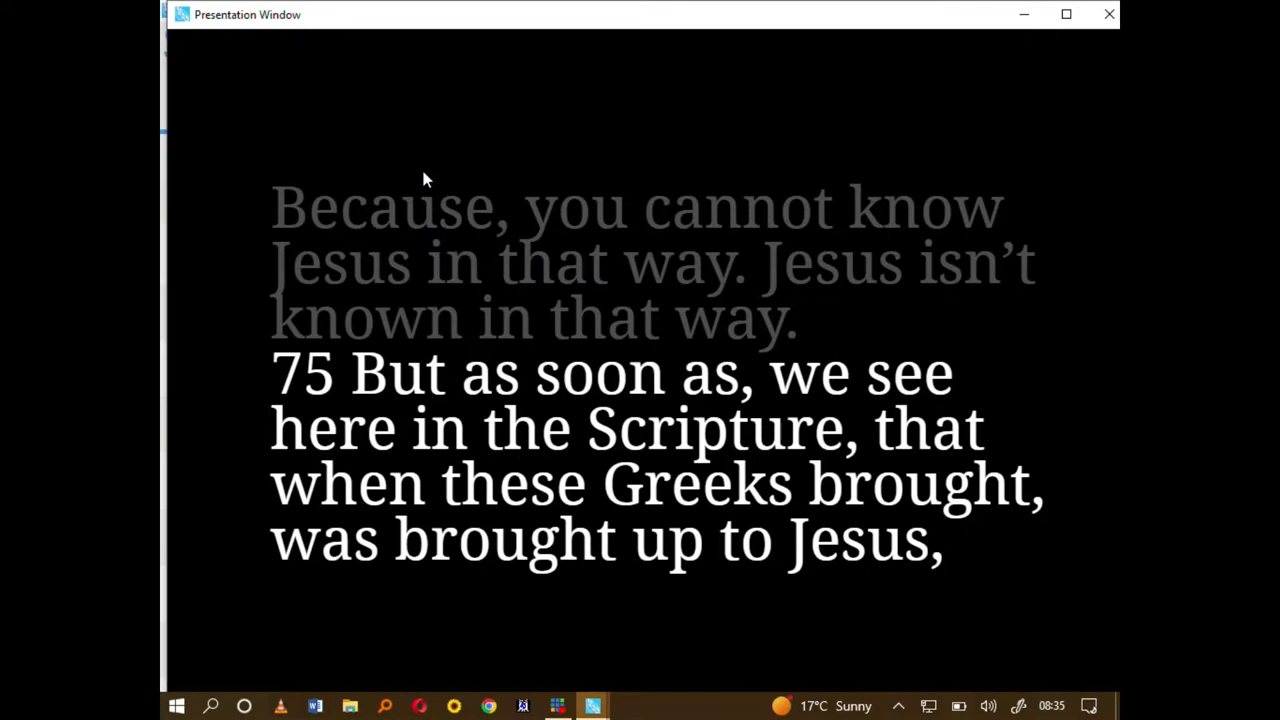 Presentation Window
Because, you cannot know
Jesus in that way. Jesus isn’t
known in that way.
75 But as soon as, we see
here in the Scripture, that
when these Greeks brought,
was brought up to Jesus,
17°C Sunny
08:35